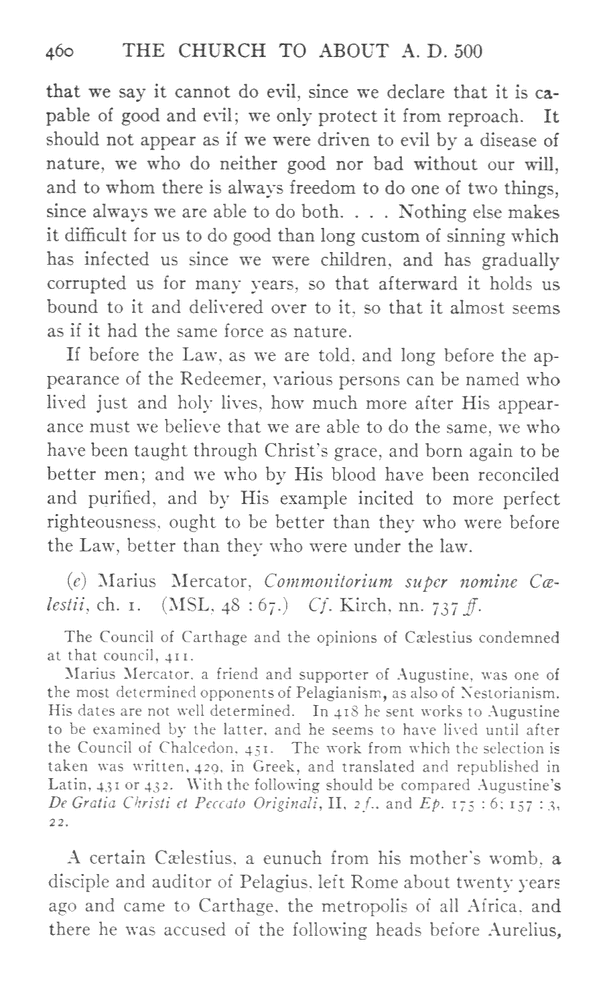 460 THE CHURCH TO ABOUT A. D. 500
that we say it cannot do evil, since we declare that it is ca-
pable of good and evil; we only protect it from reproach. It
should not appear as if we were driven to evil by a disease of
nature, we who do neither good nor bad without our will,
and to whom there is always freedom to do one of two things,
since always we are able to do both. . . . Nothing else makes
it difficult for us to do good than long custom of sinning which
has infected us since we were children, and has gradually
corrupted us for many years, so that afterward it holds us
bound to it and delivered over to it, so that it almost seems
as if it had the same force as nature.
If before the Law, as we are told, and long before the ap-
pearance of the Redeemer, various persons can be named who
lived just and holy lives, how much more after His appear-
ance must we believe that we are able to do the same, we who
have been taught through Christ's grace, and born again to be
better men; and we who by His blood have been reconciled
and purified, and by His example incited to more perfect
righteousness, ought to be better than they who were before
the Law, better than they who were under the law.
(e) Marius Mercator, Commonitorium super nomine Cœ-
lestii, ch. 1. (MSL, 48 : 67.) Cf. Kirch, nn. 737 ff.
The Council of Carthage and the opinions of Cælestius condemned
at that council, 411.
Marius Mercator, a friend and supporter of Augustine, was one of
the most determined opponents of Pelagianism, as also of Nestorianism.
His dates are not well determined. In 418 he sent works to Augustine
to be examined by the latter, and he seems to have lived until after
the Council of Chalcedon, 451. The work from which the selection is
taken was written, 429, in Greek, and translated and republished in
Latin, 431 or 432. With the following should be compared Augustine's
De Gratia Christi et Peccato Originali, II, 2f., and Ep. 175 : 6; 157 : 3,
22.
A certain Cælestius, a eunuch from his mother's womb, a
disciple and auditor of Pelagius, left Rome about twenty years
ago and came to Carthage, the metropolis of all Africa, and
there he was accused of the following heads before Aurelius,